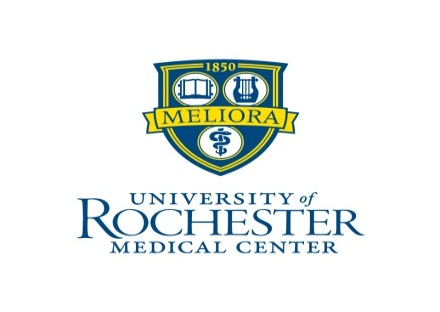 1850
MELIORA
UNIVERSITY of
ROCHESTER
MEDICAL CENTER